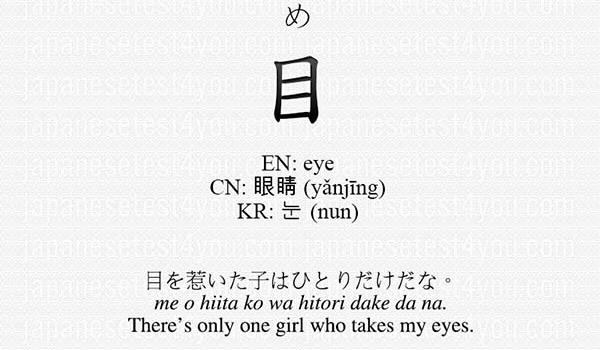 め
目
EN: eye
CN: 眼睛 (yǎnjīng)
KR: 눈 (nun)
目を惹いた子はひとりだけだな。
me o hiita ko wa hitori dake da na.
There's only one girl who takes my eyes.
japanesetest4you.com